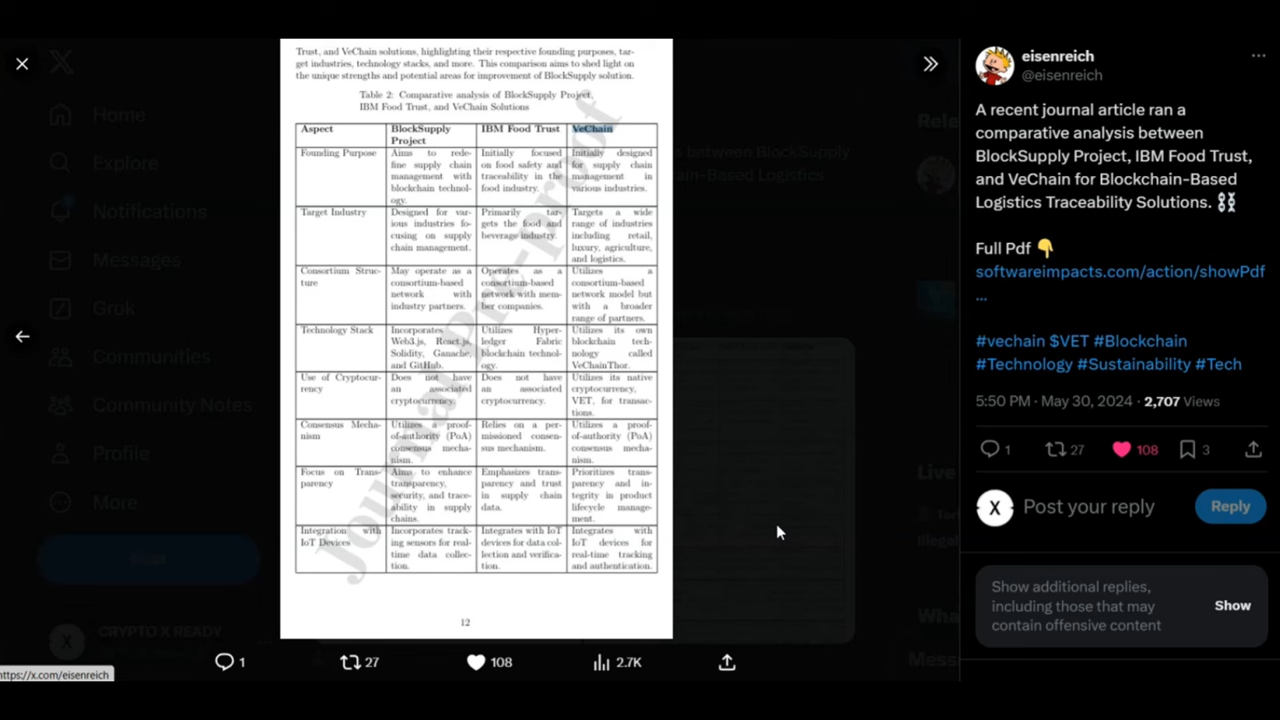 Trust, and VeChain solutions, highlighting their respective founding purposes, tar-
get industries, technology stacks, and more. This comparison aims to shed light on
the unique strengths and potential areas for improvement of BlockSupply solution.
Table 2: Comparative analysis of BlockSupply Project,
IBM Food Trust, and VeChain Solutions
Aspect
BlockSupply
Project
IBM Food Trust
VeChain
Founding Purpose
Aims to rede-
fine supply chain
management with
blockchain technol-
ogy.
Initially focused
on food safety and
traceability in the
food industry.
Initially designed
for supply chain
management in
various industries.
Target Industry
Designed for var-
ious industries fo-
cusing on supply
chain management.
Primarily tar-
gets the food and
beverage industry.
Targets a wide
range of industries
including retail,
luxury, agriculture,
and logistics.
Consortium Struc-
ture
May operate as a
consortium-based
network with
industry partners.
Operates as a
consortium-based
network with mem-
ber companies.
Utilizes a
consortium-based
network model but
with a broader
range of partners.
Technology Stack
Incorporates
Web3.js, React.js,
Solidity, Ganache,
and GitHub.
Utilizes Hyper-
ledger Fabric
blockchain technol-
ogy.
Utilizes its own
blockchain tech-
nology called
VeChainThor.
Use of Cryptocur-
rency
Does not have
an associated
cryptocurrency.
Does not have
an associated
cryptocurrency.
Utilizes its native
cryptocurrency,
VET, for transac-
tions.
Consensus Mecha-
nism
Utilizes a proof-
of-authority (PoA)
consensus mecha-
nism.
Relies on a per-
missioned consen-
sus mechanism.
Utilizes a proof-
of-authority (PoA)
consensus mecha-
nism.
Focus on Trans-
parency
Aims to enhance
transparency,
security, and trace-
ability in supply
chains.
Emphasizes trans-
parency and trust
in supply chain
data.
Prioritizes trans-
parency and in-
tegrity in product
lifecycle manage-
ment.
Integration with
IoT Devices
Incorporates track-
ing sensors for real-
time data collec-
tion.
Integrates with IoT
devices for data col-
lection and verifica-
tion.
Integrates with
IoT devices for
real-time tracking
and authentication.
Journal Pre-proof
12
1
27
108
2.7K
Home
Explore
Notifications
Grok
Messages
Communities
Community Notes
Profile
More
CRYPTO X READY
https://x.com/eisenreich
eisenreich
@eisenreich
A recent journal article ran a
comparative analysis between
BlockSupply Project, IBM Food Trust,
and VeChain for Blockchain-Based
Logistics Traceability Solutions.
Full Pdf
softwareimpacts.com/action/showPdf
...
#vechain $VET #Blockchain
#Technology #Sustainability #Tech
5:50 PM · May 30, 2024 · 2,707 Views
1
27
108
3
Post your reply
Reply
Show additional replies,
including those that may
contain offensive content
Show